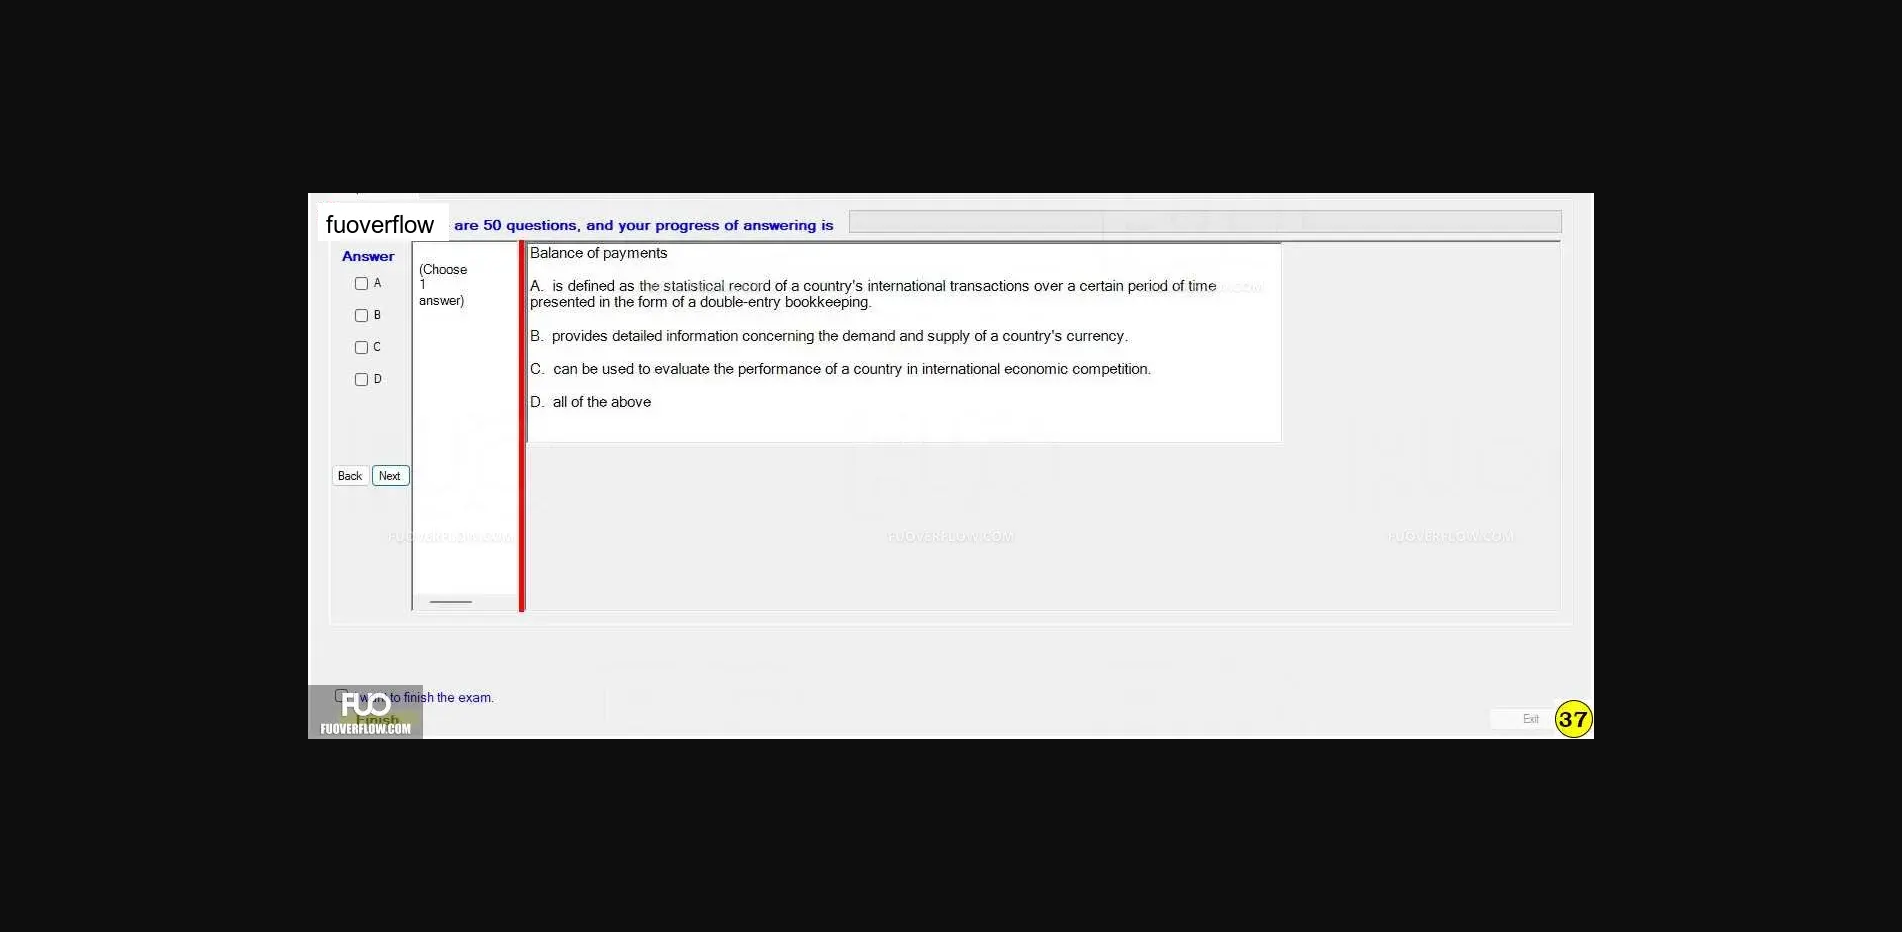 fuoverflow are 50 questions, and your progress of answering is
Answer
A
B
C
D
Back Next
(Choose
1
answer)
Balance of payments
A. is defined as the statistical record of a country's international transactions over a certain period of time
presented in the form of a double-entry bookkeeping.
B. provides detailed information concerning the demand and supply of a country's currency.
C. can be used to evaluate the performance of a country in international economic competition.
D. all of the above
FUOVERFLOW.COM FUOVERFLOW.COM FUOVERFLOW.COM
I want to finish the exam.
FUO
Finish
FUOVERFLOW.COM
Exit 37